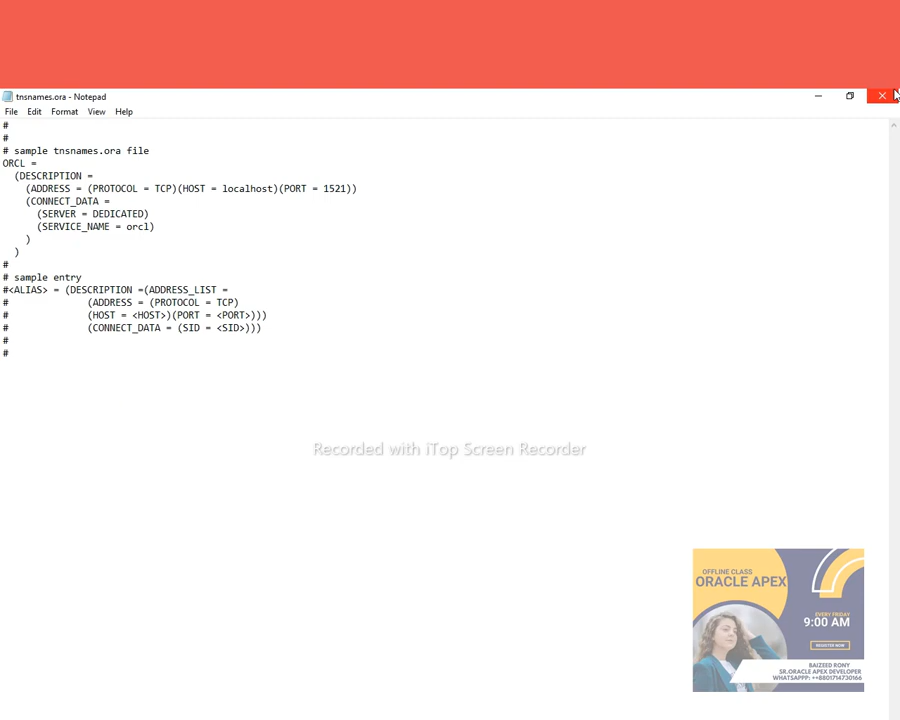 tnsnames.ora - Notepad
File Edit Format View Help
#
#
# sample tnsnames.ora file
ORCL =
  (DESCRIPTION =
    (ADDRESS = (PROTOCOL = TCP)(HOST = localhost)(PORT = 1521))
    (CONNECT_DATA =
      (SERVER = DEDICATED)
      (SERVICE_NAME = orcl)
    )
  )
#
# sample entry
#<ALIAS> = (DESCRIPTION =(ADDRESS_LIST =
#              (ADDRESS = (PROTOCOL = TCP)
#              (HOST = <HOST>)(PORT = <PORT>)))
#              (CONNECT_DATA = (SID = <SID>)))
#
#
Recorded with iTop Screen Recorder
OFFLINE CLASS
ORACLE APEX
EVERY FRIDAY
9:00 AM
REGISTER NOW
BAIZEED RONY
SR.ORACLE APEX DEVELOPER
WHATSAPPP: ++8801714730166